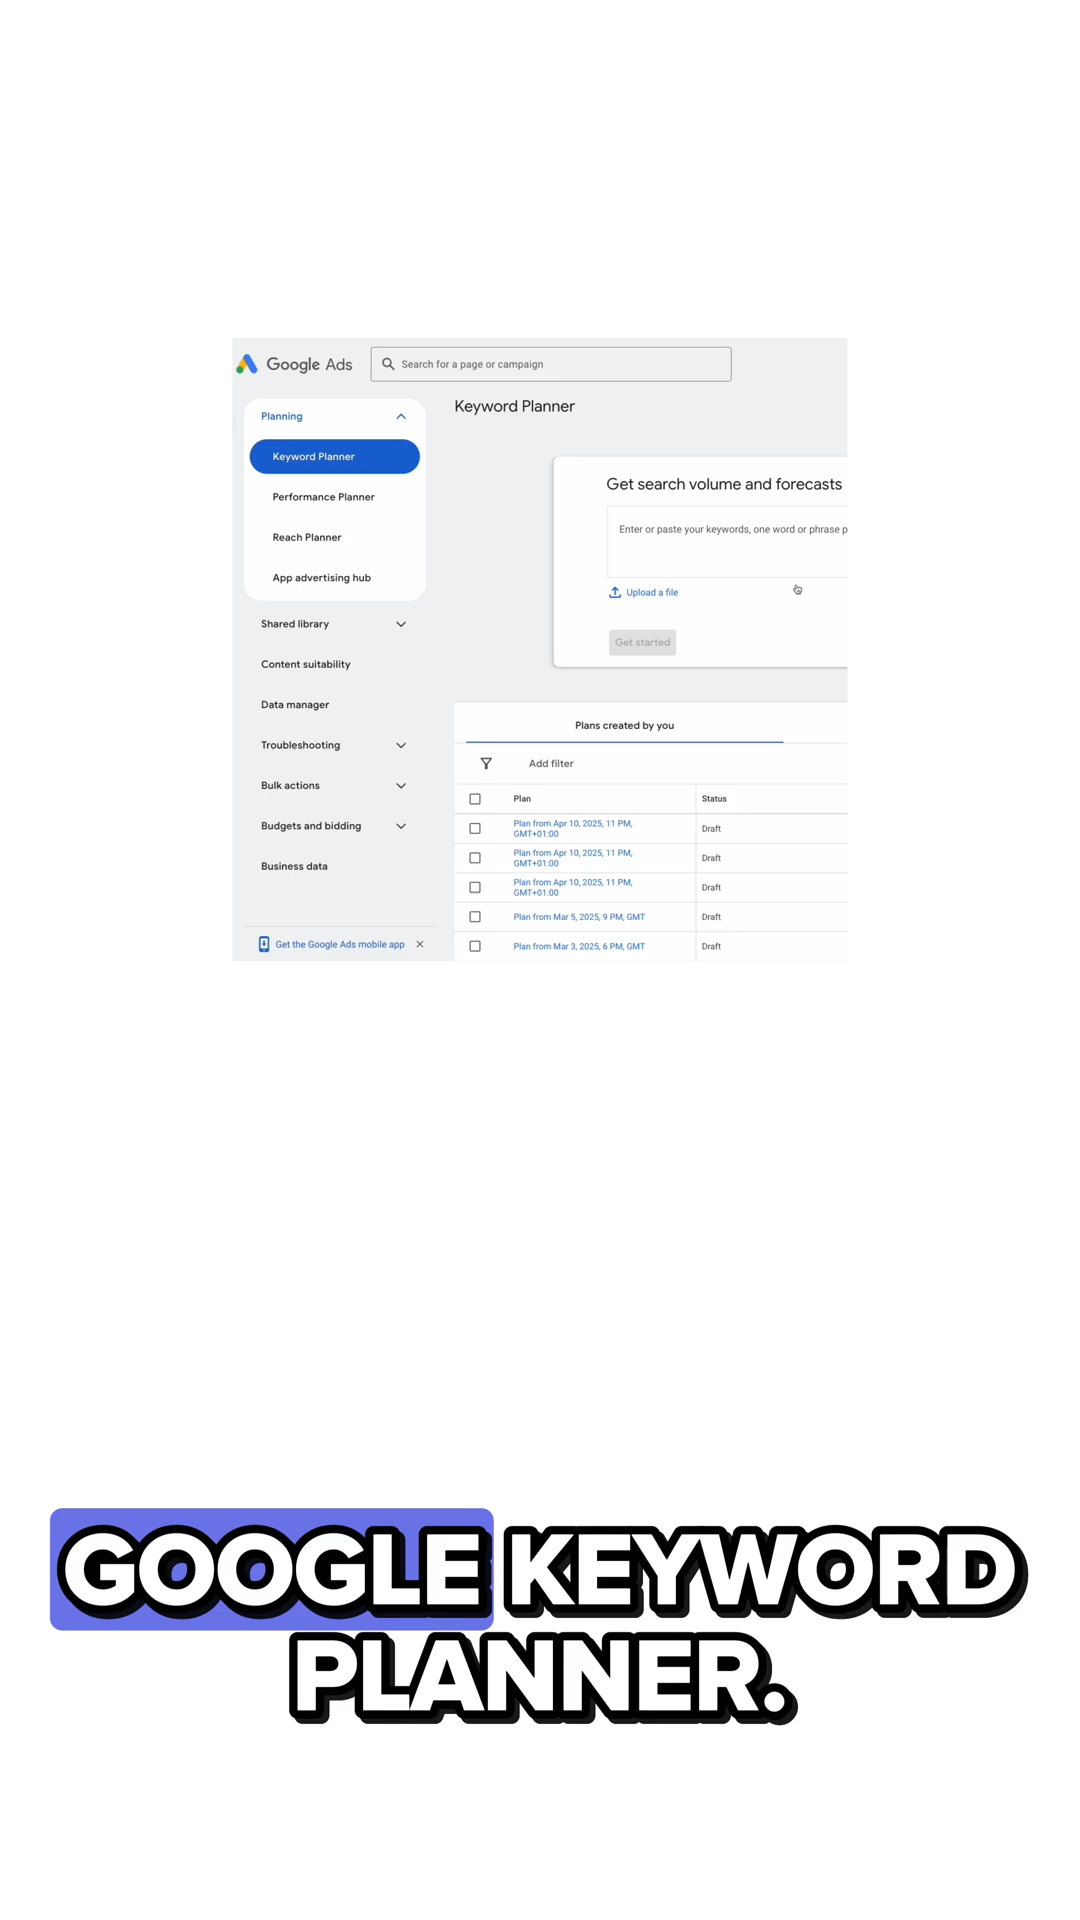 Google Ads
Search for a page or campaign
Planning
Keyword Planner
Performance Planner
Reach Planner
App advertising hub
Shared library
Content suitability
Data manager
Troubleshooting
Bulk actions
Budgets and bidding
Business data
Get the Google Ads mobile app
Keyword Planner
Get search volume and forecasts
Enter or paste your keywords, one word or phrase p
Upload a file
Get started
Plans created by you
Add filter
Plan Status
Plan from Apr 10, 2025, 11 PM,
GMT+01:00
Draft
Plan from Apr 10, 2025, 11 PM,
GMT+01:00
Draft
Plan from Apr 10, 2025, 11 PM,
GMT+01:00
Draft
Plan from Mar 5, 2025, 9 PM, GMT Draft
Plan from Mar 3, 2025, 6 PM, GMT Draft
GOOGLE KEYWORD
PLANNER.